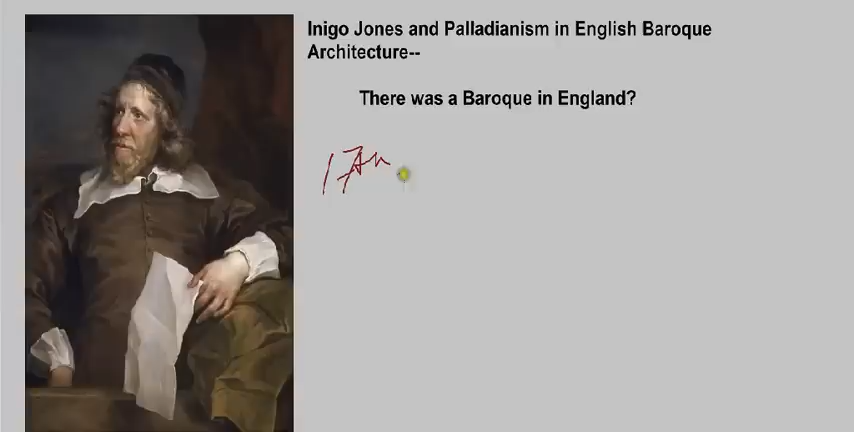 Inigo Jones and Palladianism in English Baroque
Architecture--
There was a Baroque in England?